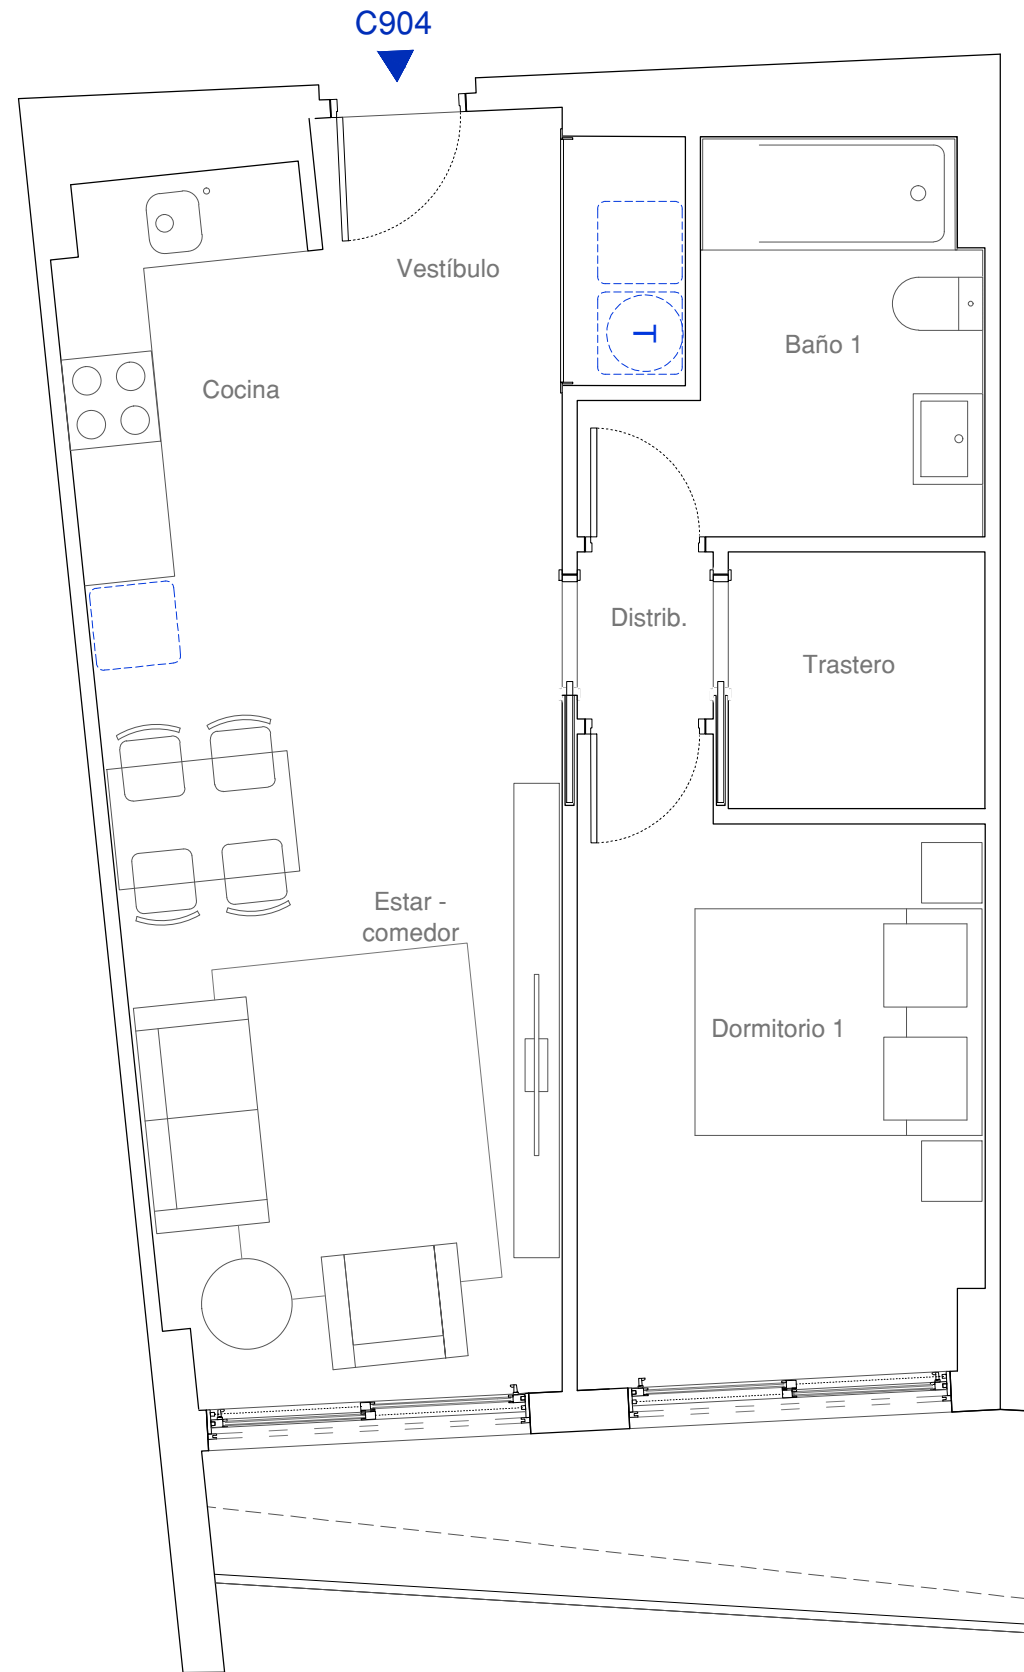 C904
Vestíbulo
Cocina
T
Baño 1
Distrib.
Trastero
Estar -
comedor
Dormitorio 1